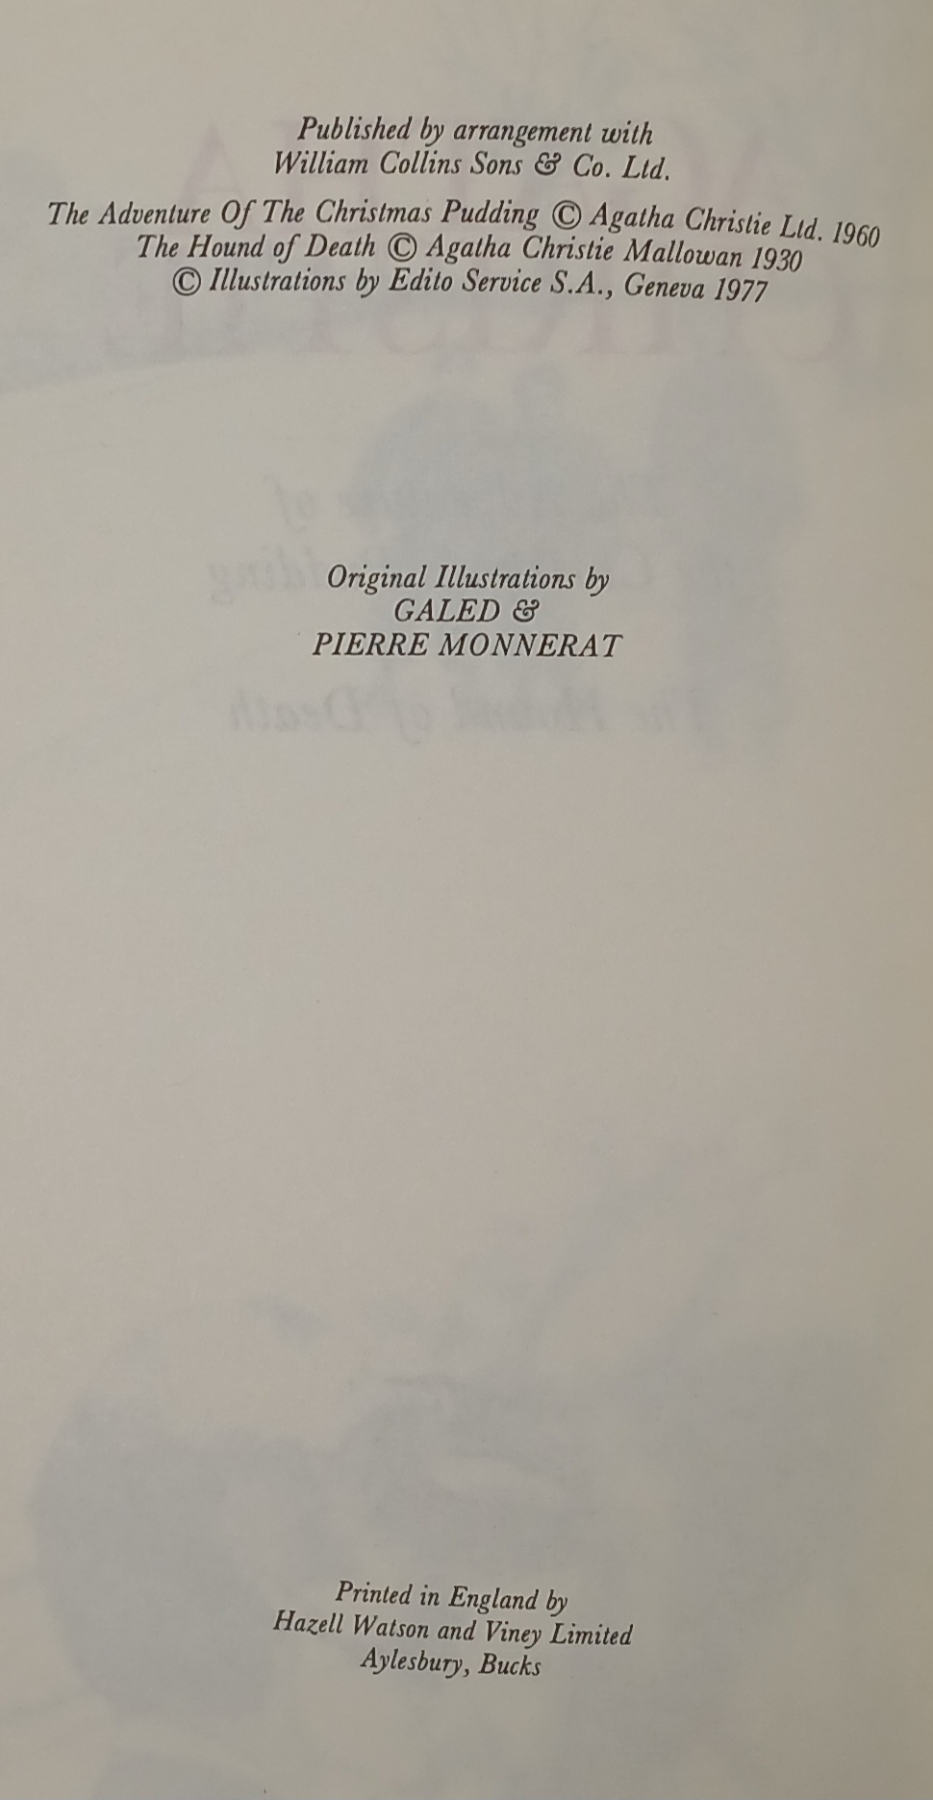 Published by arrangement with
William Collins Sons & Co. Ltd.
The Adventure Of The Christmas Pudding © Agatha Christie Ltd. 1960
The Hound of Death © Agatha Christie Mallowan 1930
© Illustrations by Edito Service S.A., Geneva 1977
Original Illustrations by
GALED &
PIERRE MONNERAT
Printed in England by
Hazell Watson and Viney Limited
Aylesbury, Bucks